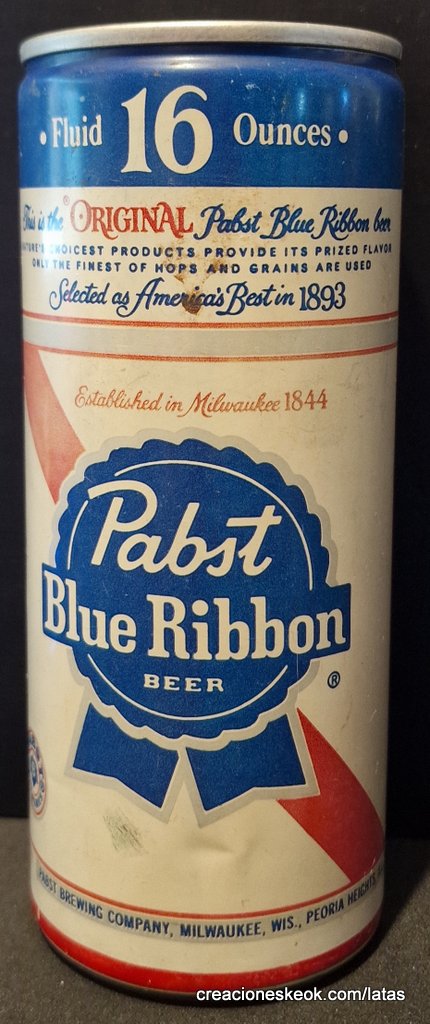 • Fluid 16 Ounces •
This is the ORIGINAL Pabst Blue Ribbon beer
NATURE'S CHOICEST PRODUCTS PROVIDE ITS PRIZED FLAVOR
ONLY THE FINEST OF HOPS AND GRAINS ARE USED
Selected as America's Best in 1893
Established in Milwaukee 1844
Pabst
Blue Ribbon
BEER
®
PABST BREWING COMPANY, MILWAUKEE, WIS., PEORIA HEIGHTS,
creacioneskeok.com/latas